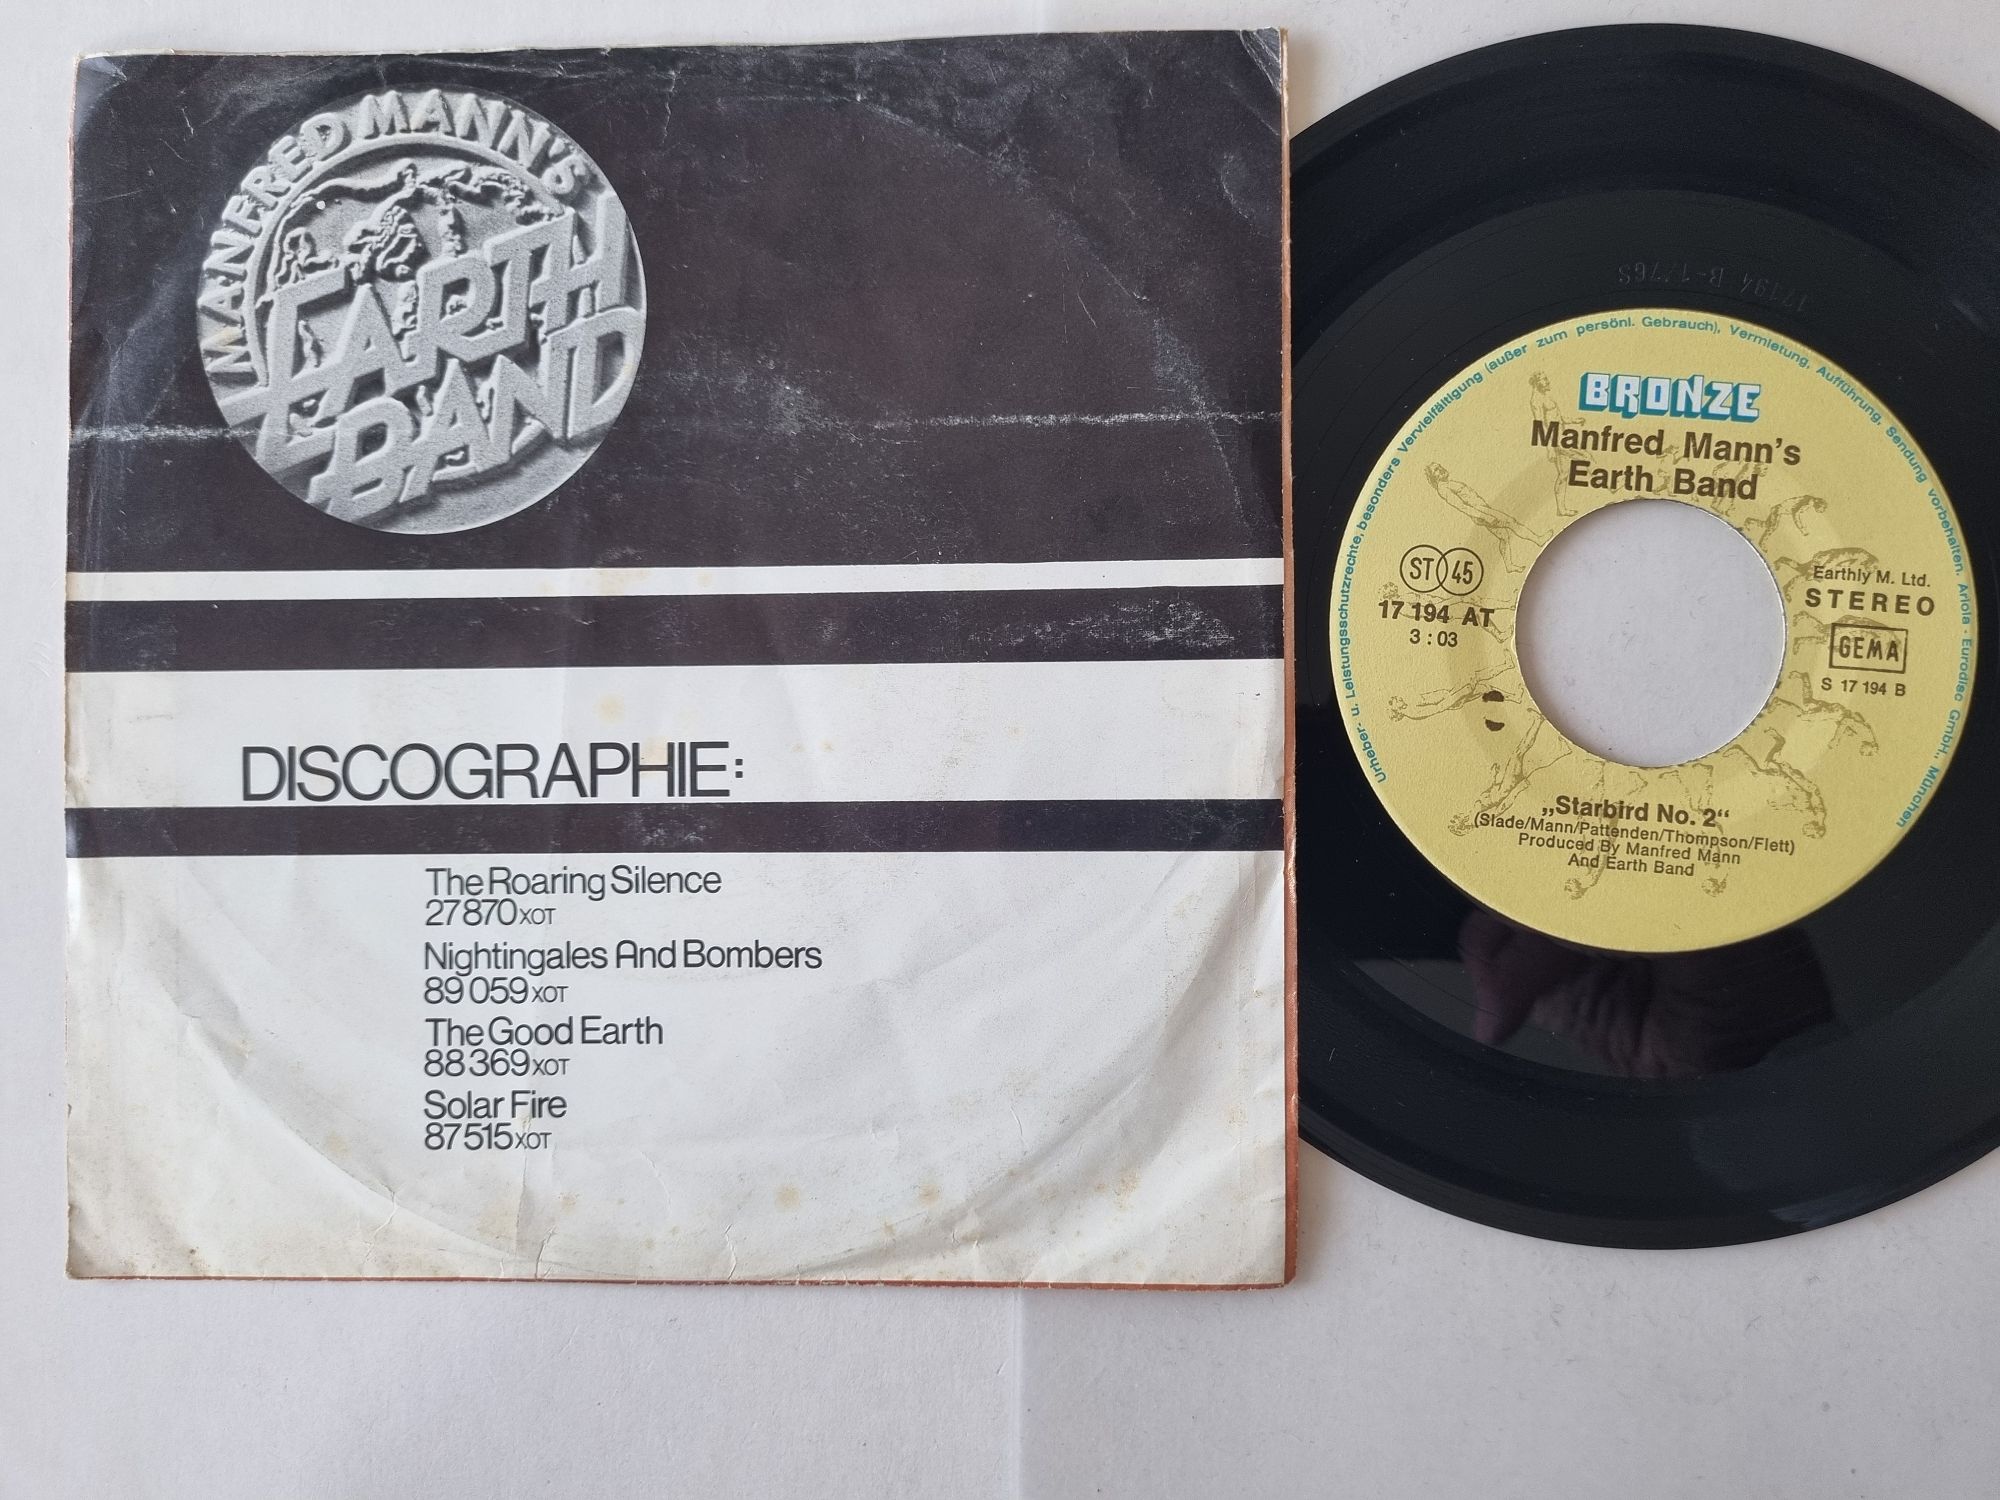 MANFRED MANN'S
EARTH
BAND
DISCOGRAPHIE:
The Roaring Silence
27 870 XOT
Nightingales And Bombers
89 059 XOT
The Good Earth
88 369 XOT
Solar Fire
87 515 XOT
17194 B-1/76S
Urheber- u. Leistungsschutzrechte, besonders Vervielfältigung (außer zum persönl. Gebrauch), Vermietung, Aufführung, Sendung vorbehalten. Ariola - Eurodisc GmbH., München
BRONZE
Manfred Mann's
Earth Band
ST 45
17 194 AT
3 : 03
Earthly M. Ltd.
STEREO
GEMA
S 17 194 B
„Starbird No. 2“
(Slade/Mann/Pattenden/Thompson/Flett)
Produced By Manfred Mann
And Earth Band